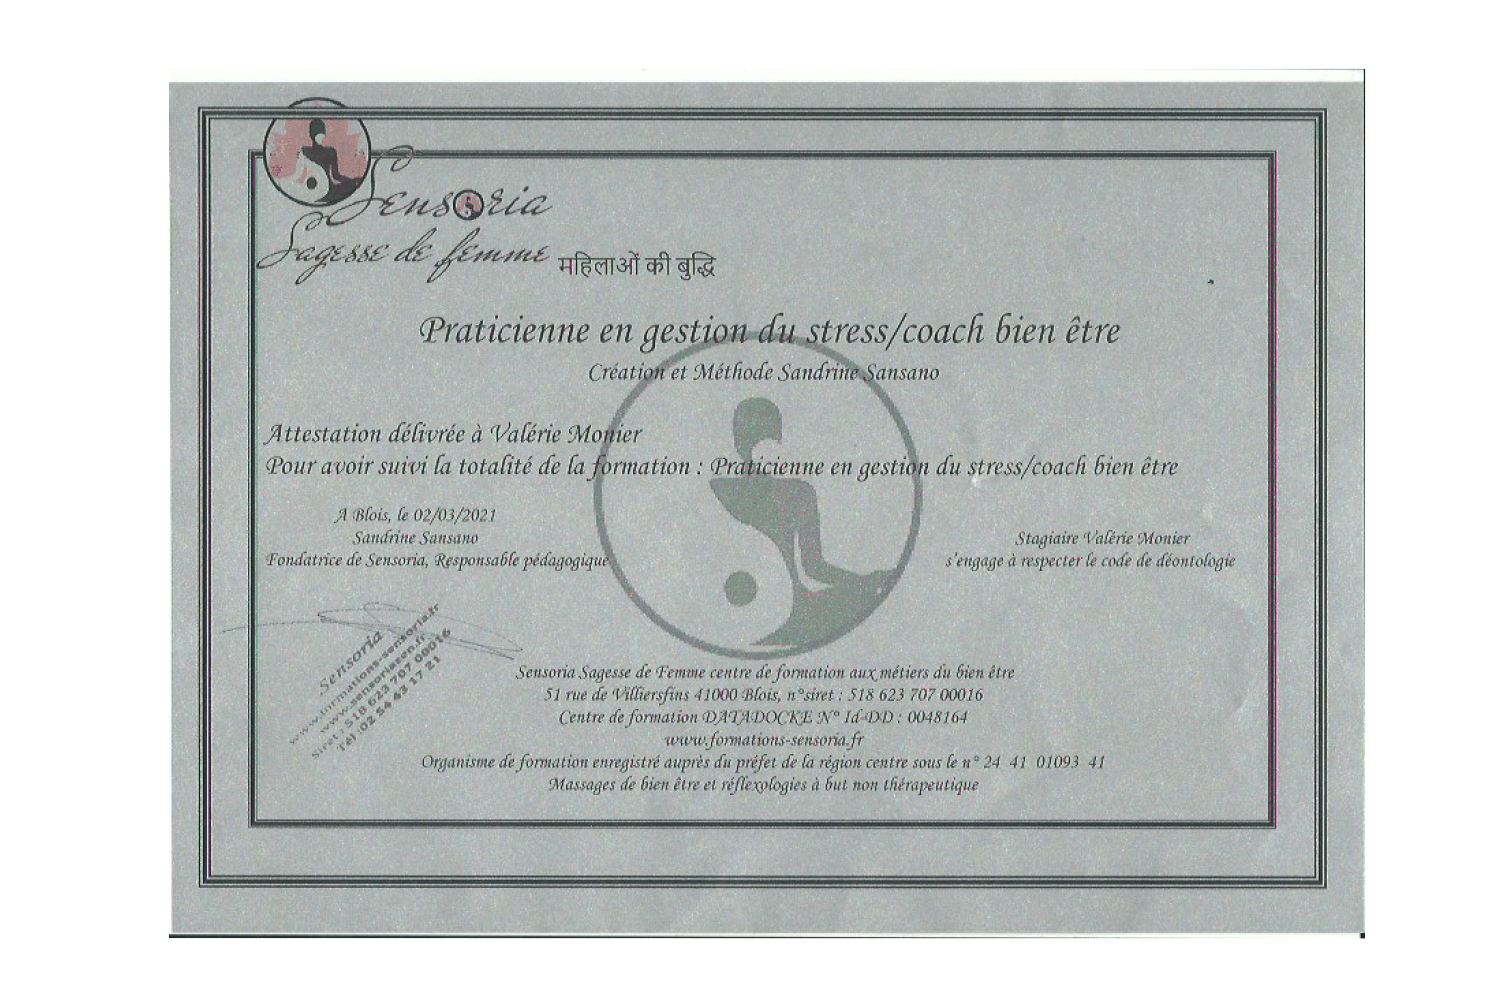 Sensoria
Sagesse de femme महिलाओं की बुद्धि
Praticienne en gestion du stress/coach bien être
Création et Méthode Sandrine Sansano
Attestation délivrée à Valérie Monier
Pour avoir suivi la totalité de la formation : Praticienne en gestion du stress/coach bien être
A Blois, le 02/03/2021
Sandrine Sansano
Fondatrice de Sensoria, Responsable pédagogique
Stagiaire Valérie Monier
s'engage à respecter le code de déontologie
Sensoria
www.formations-sensoria.fr
www.sensoriasen.fr
Siret : 518 623 707 00016
Tél :02 54 43 17 21
Sensoria Sagesse de Femme centre de formation aux métiers du bien être
51 rue de Villiersfins 41000 Blois, n°siret : 518 623 707 00016
Centre de formation DATADOCKE N° Id-DD : 0048164
www.formations-sensoria.fr
Organisme de formation enregistré auprès du préfet de la région centre sous le n° 24 41 01093 41
Massages de bien être et réflexologies à but non thérapeutique